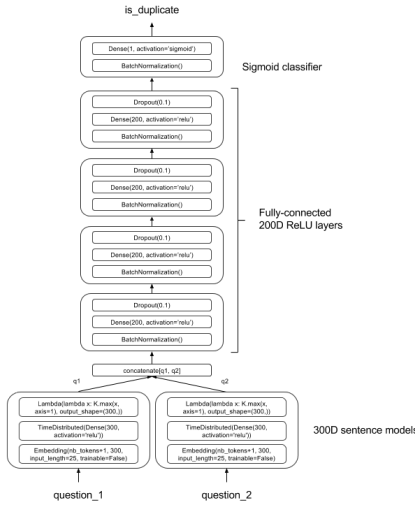 is_duplicate
Dense(1, activation='sigmoid')
BatchNormalization()
Sigmoid classifier
Dropout(0.1)
Dense(200, activation='relu')
BatchNormalization()
Dropout(0.1)
Dense(200, activation='relu')
BatchNormalization()
Fully-connected
200D ReLU layers
Dropout(0.1)
Dense(200, activation='relu')
BatchNormalization()
Dropout(0.1)
Dense(200, activation='relu')
BatchNormalization()
concatenate[q1, q2]
q1
q2
Lambda(lambda x: K.max(x,
axis=1), output_shape=(300,))
TimeDistributed(Dense(300,
activation='relu'))
Embedding(nb_tokens+1, 300,
input_length=25, trainable=False)
Lambda(lambda x: K.max(x,
axis=1), output_shape=(300,))
TimeDistributed(Dense(300,
activation='relu'))
Embedding(nb_tokens+1, 300,
input_length=25, trainable=False)
300D sentence models
question_1
question_2